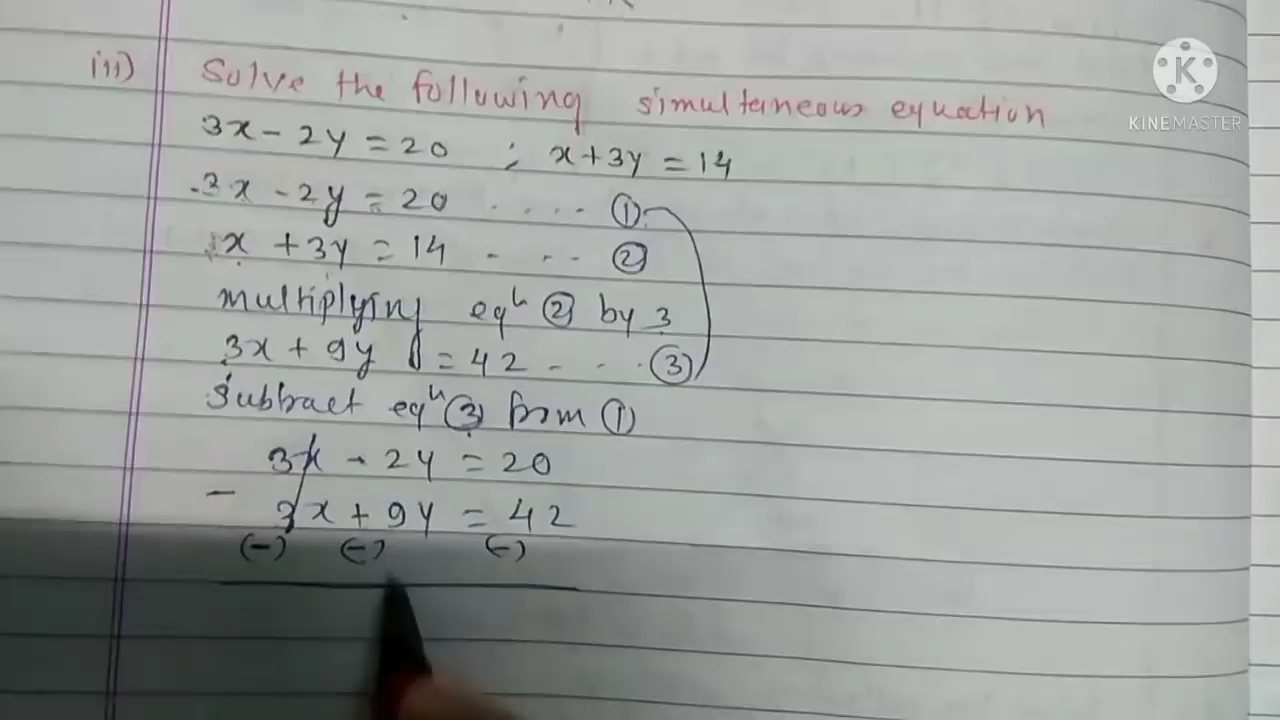 iii) Solve the following simultaneous equation
3x - 2y = 20 ; x + 3y = 14
3x - 2y = 20 ..... ①
x + 3y = 14 - .. - ②
multiplying eqⁿ ② by 3
3x + 9y = 42 - . . ③
Subtract eqⁿ ③ from ①
3x - 2y = 20
- 3x + 9y = 42
(-) (-) (-)
K
KINEMASTER